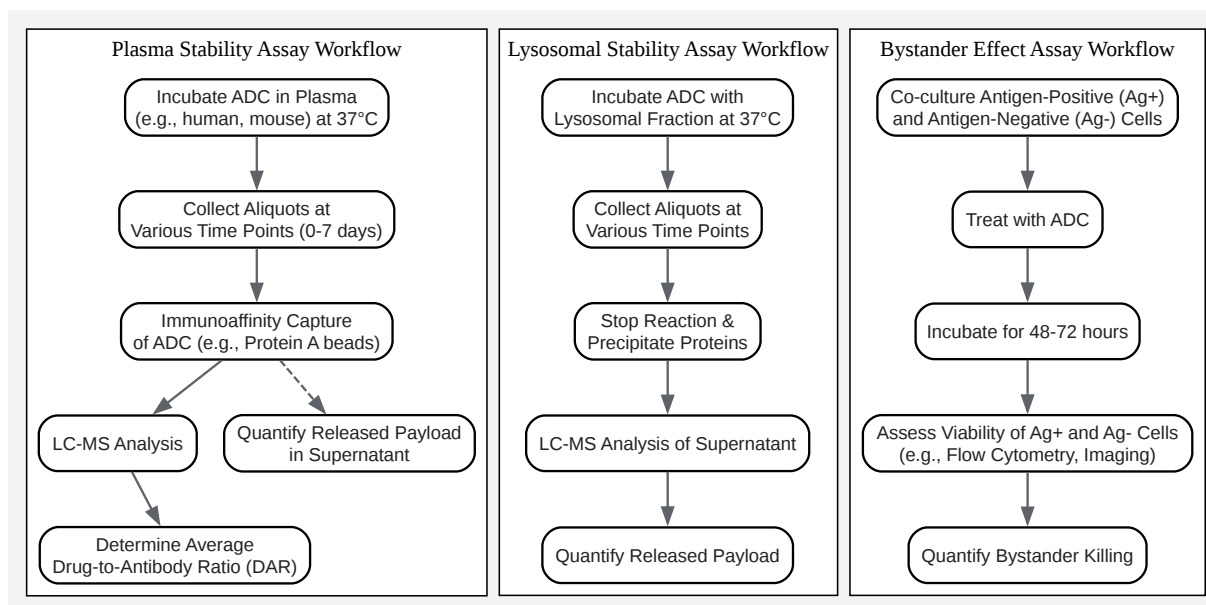 Plasma Stability Assay Workflow
Incubate ADC in Plasma
(e.g., human, mouse) at 37°C
Collect Aliquots at
Various Time Points (0-7 days)
Immunoaffinity Capture
of ADC (e.g., Protein A beads)
LC-MS Analysis
Quantify Released Payload
in Supernatant
Determine Average
Drug-to-Antibody Ratio (DAR)
Lysosomal Stability Assay Workflow
Incubate ADC with
Lysosomal Fraction at 37°C
Collect Aliquots at
Various Time Points
Stop Reaction &
Precipitate Proteins
LC-MS Analysis of Supernatant
Quantify Released Payload
Bystander Effect Assay Workflow
Co-culture Antigen-Positive (Ag+)
and Antigen-Negative (Ag-) Cells
Treat with ADC
Incubate for 48-72 hours
Assess Viability of Ag+ and Ag- Cells
(e.g., Flow Cytometry, Imaging)
Quantify Bystander Killing